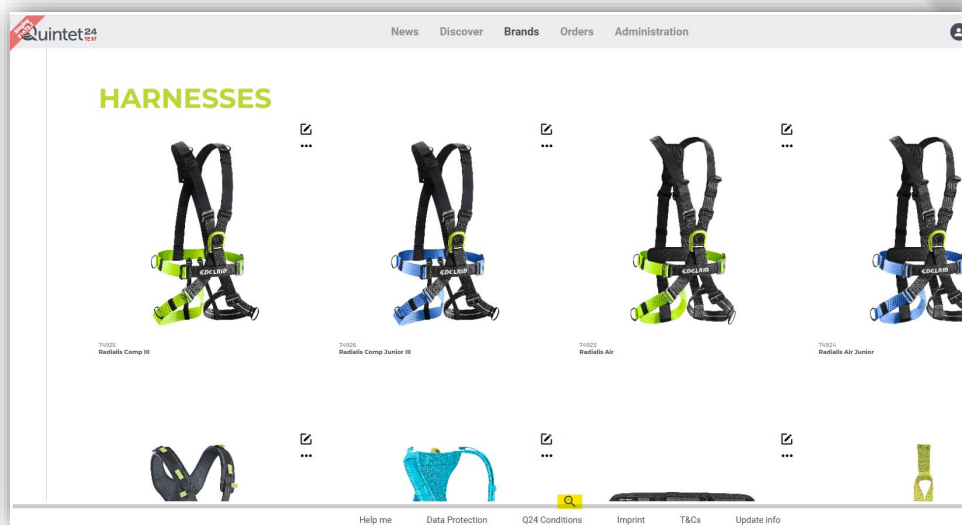 Quintet24
TEST
News Discover Brands Orders Administration
HARNESSES
74925
Radialis Comp III
74926
Radialis Comp Junior III
74923
Radialis Air
74924
Radialis Air Junior
EDELRID
EDELRID
EDELRID
EDELRID
Help me Data Protection Q24 Conditions Imprint T&Cs Update info